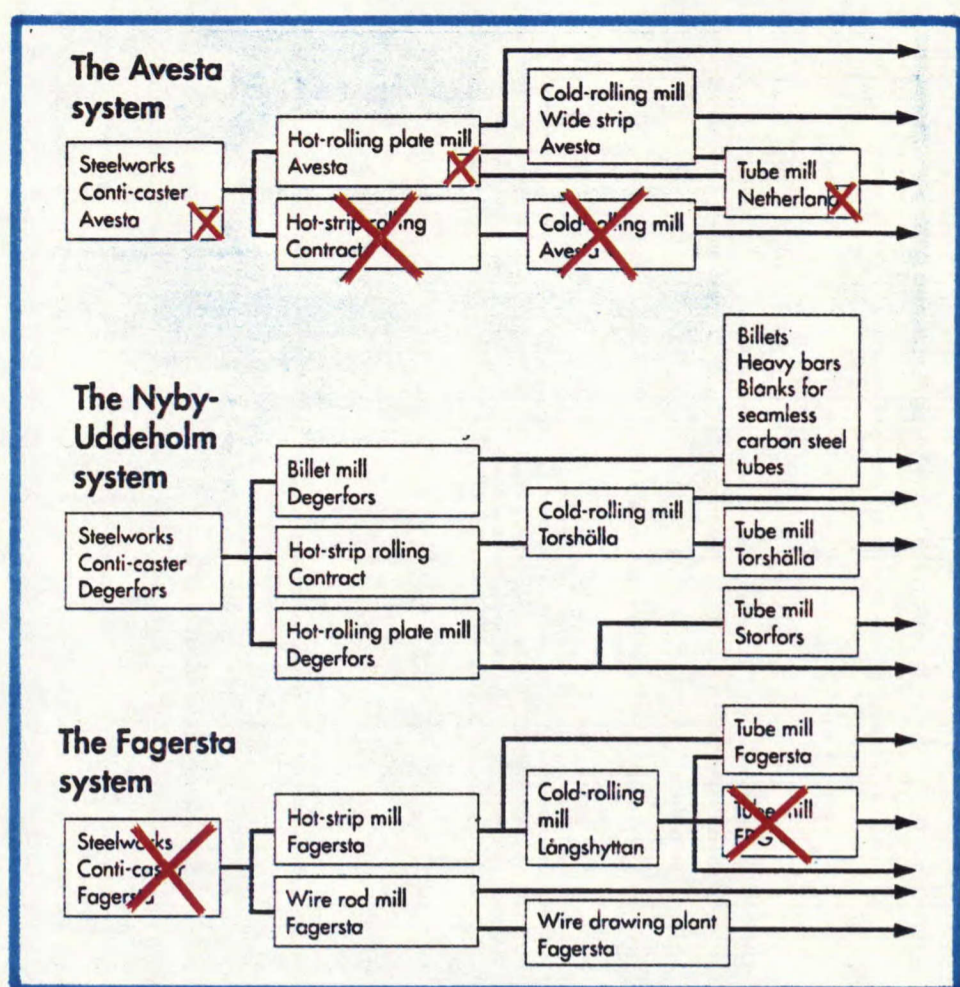 The Avesta
system
Steelworks
Conti-caster
Avesta
Hot-rolling plate mill
Avesta
Hot-strip rolling
Contract
Cold-rolling mill
Wide strip
Avesta
Cold-rolling mill
Avesta
Tube mill
Netherlands
The Nyby-
Uddeholm
system
Steelworks
Conti-caster
Degerfors
Billet mill
Degerfors
Hot-strip rolling
Contract
Hot-rolling plate mill
Degerfors
Cold-rolling mill
Torshälla
Billets
Heavy bars
Blanks for
seamless
carbon steel
tubes
Tube mill
Torshälla
Tube mill
Storfors
The Fagersta
system
Steelworks
Conti-caster
Fagersta
Hot-strip mill
Fagersta
Wire rod mill
Fagersta
Cold-rolling
mill
Långshyttan
Wire drawing plant
Fagersta
Tube mill
Fagersta
Tube mill